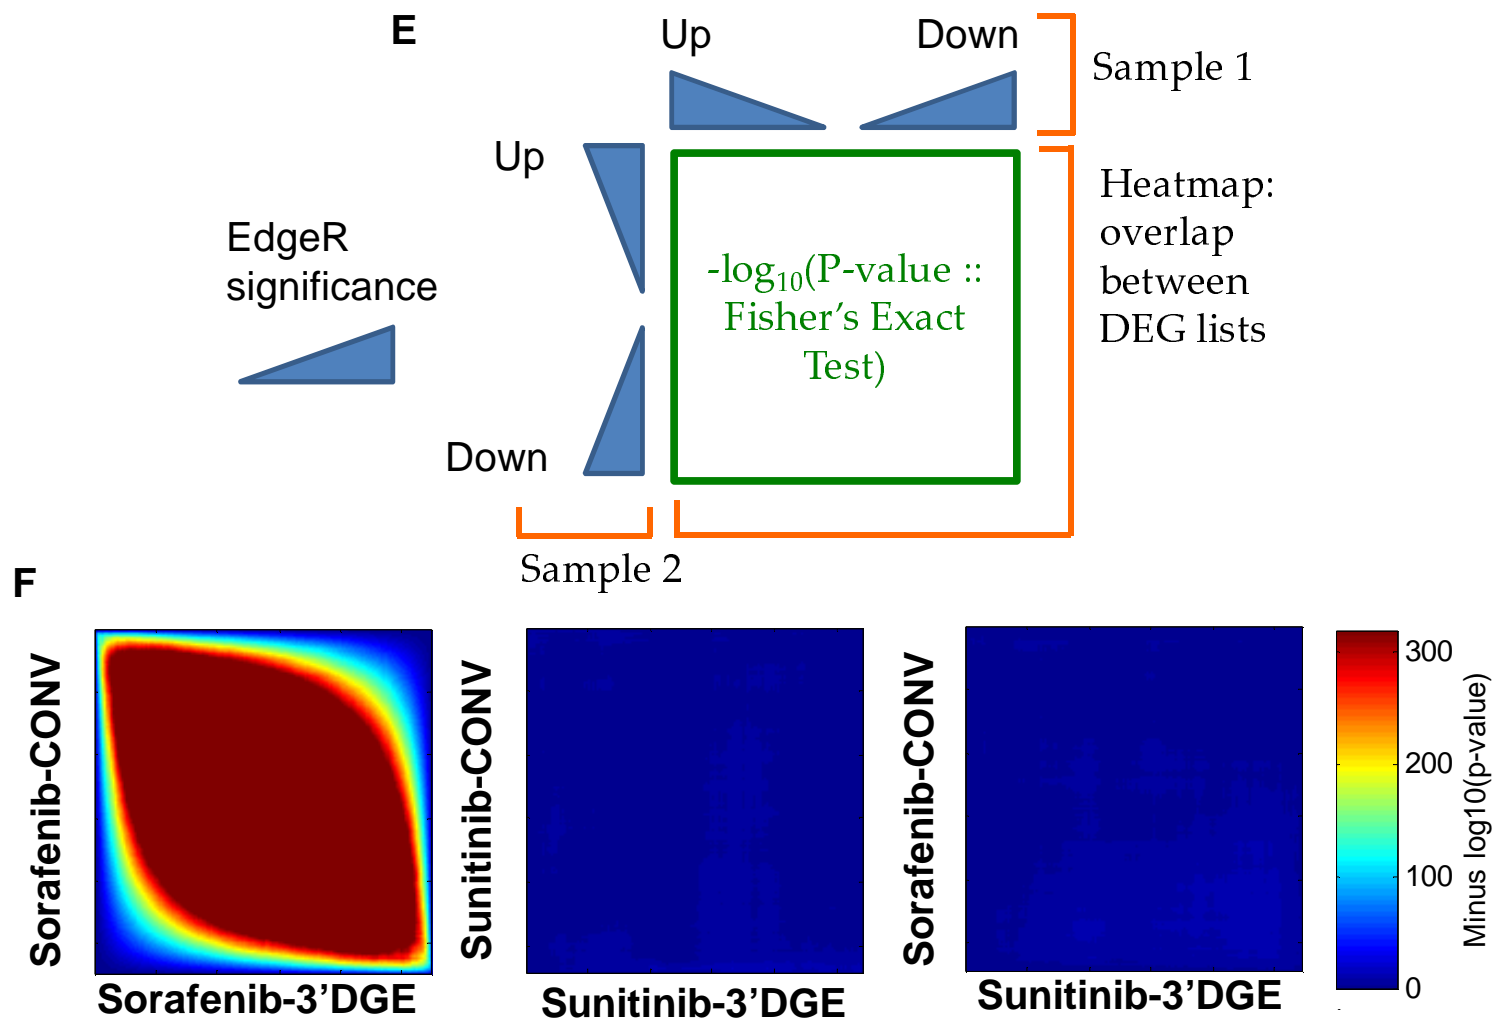 E
Up
Down
Sample 1
Up
Heatmap:
overlap
between
DEG lists
EdgeR
significance
-log10(P-value ::
Fisher's Exact
Test)
Down
Sample 2
F
Sorafenib-CONV
Sorafenib-3'DGE
Sunitinib-CONV
Sunitinib-3'DGE
Sorafenib-CONV
Sunitinib-3'DGE
300
200
100
0
Minus log10(p-value)